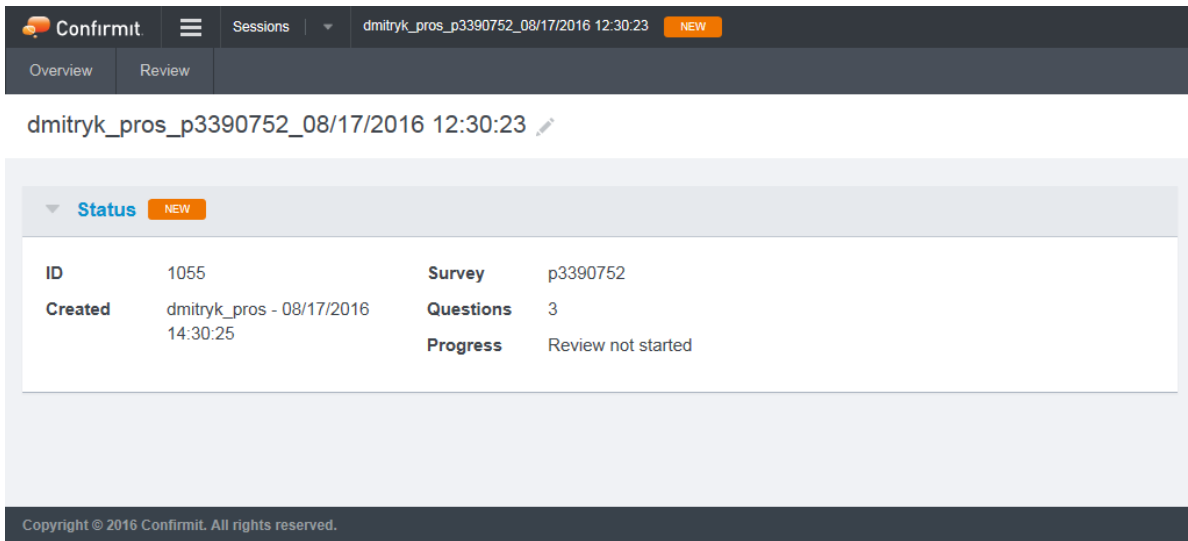 Confirmit. Sessions dmitryk_pros_p3390752_08/17/2016 12:30:23 NEW
Overview Review
dmitryk_pros_p3390752_08/17/2016 12:30:23
Status NEW
ID 1055 Survey p3390752
Created dmitryk_pros - 08/17/2016 Questions 3
14:30:25
Progress Review not started
Copyright © 2016 Confirmit. All rights reserved.